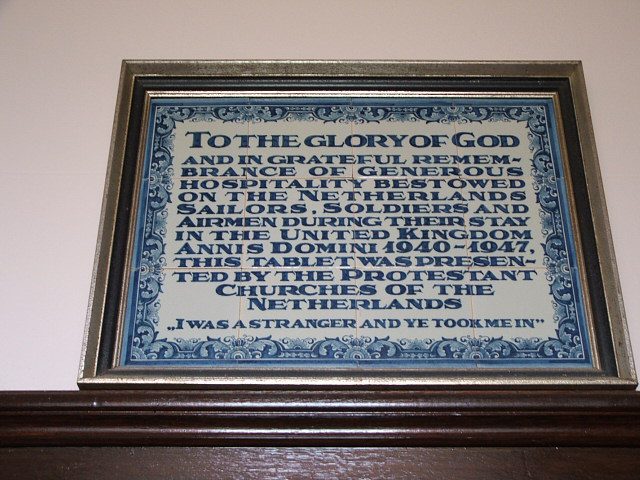 TO THE GLORY OF GOD
AND IN GRATEFUL REMEM-
BRANCE OF GENEROUS
HOSPITALITY BESTOWED
ON THE NETHERLANDS
SAILORS, SOLDIERS AND
AIRMEN DURING THEIR STAY
IN THE UNITED KINGDOM
ANNIS DOMINI 1940-1947.
THIS TABLET WAS PRESEN-
TED BY THE PROTESTANT
CHURCHES OF THE
NETHERLANDS
„I WAS A STRANGER AND YE TOOK ME IN”